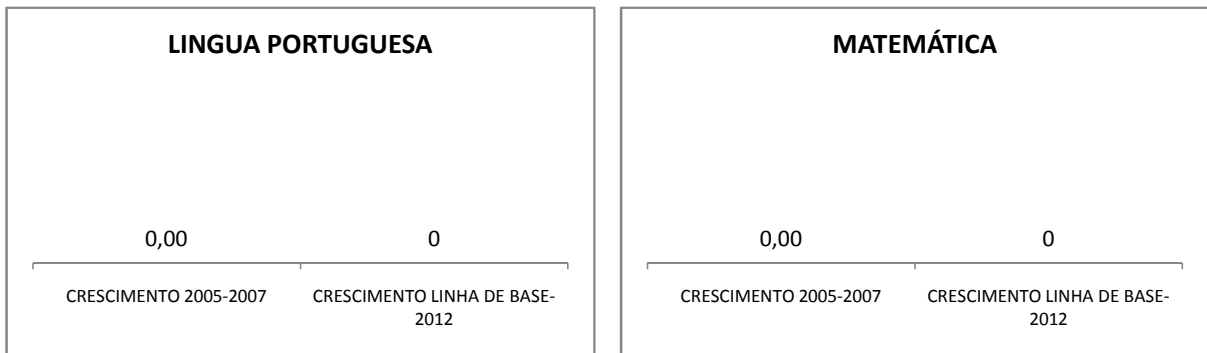 LINGUA PORTUGUESA
0,00
0
CRESCIMENTO 2005-2007
CRESCIMENTO LINHA DE BASE-
2012
MATEMÁTICA
0,00
0
CRESCIMENTO 2005-2007
CRESCIMENTO LINHA DE BASE-
2012